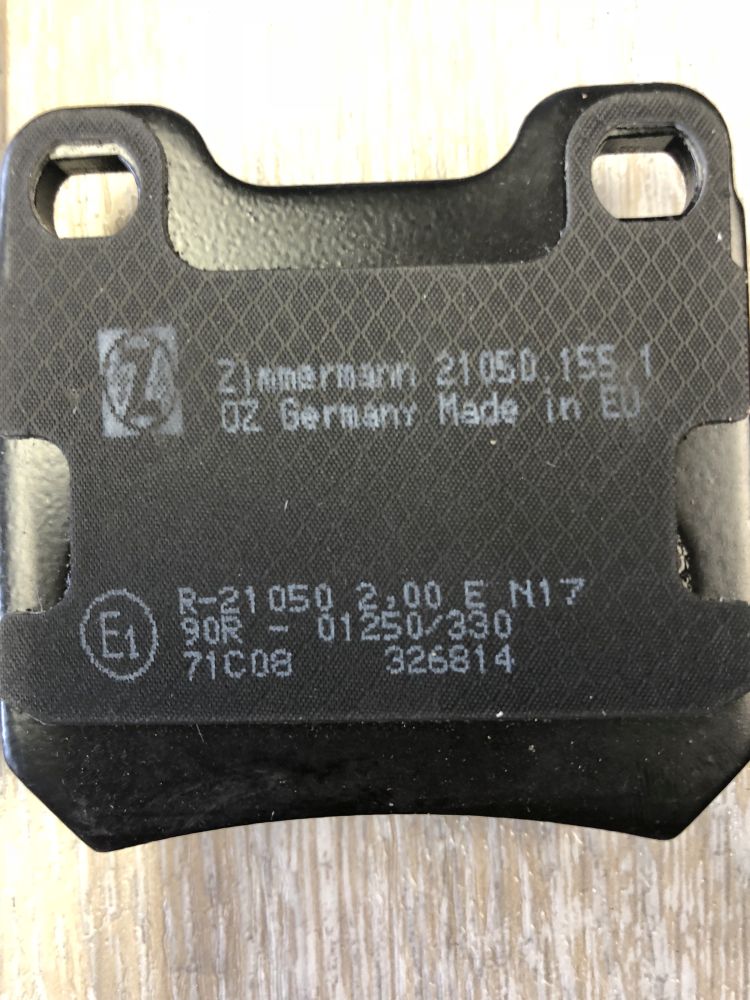 Zimmermann 21050.155.1
OZ Germany Made in EU
R-21050 2.00 E N17
E1
90R - 01250/330
71C08 326814